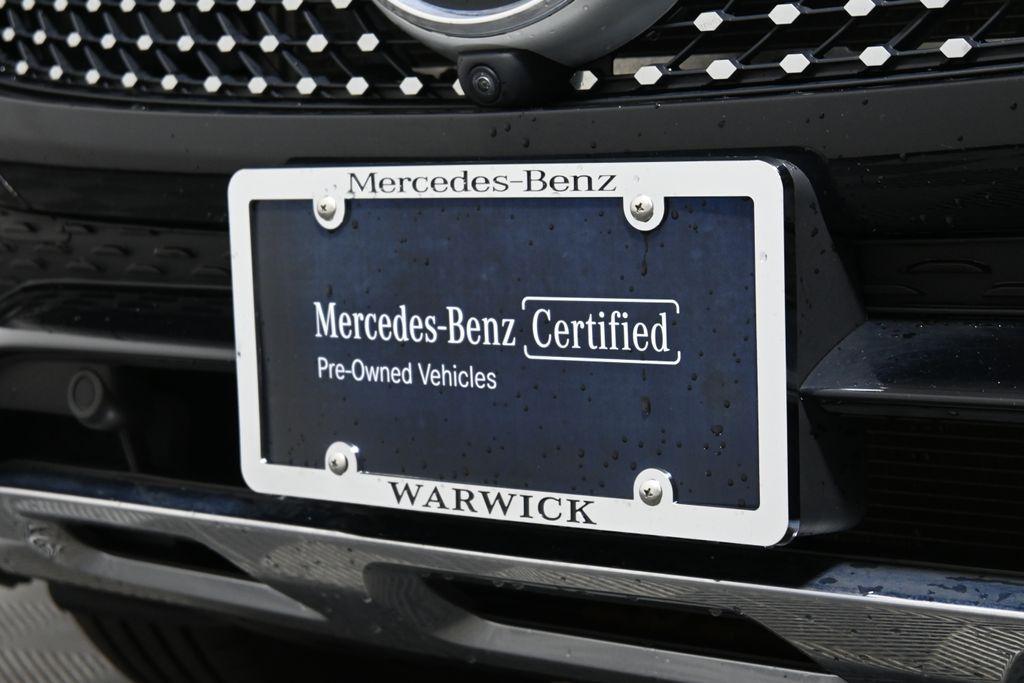 Mercedes-Benz
Mercedes-Benz Certified
Pre-Owned Vehicles
WARWICK